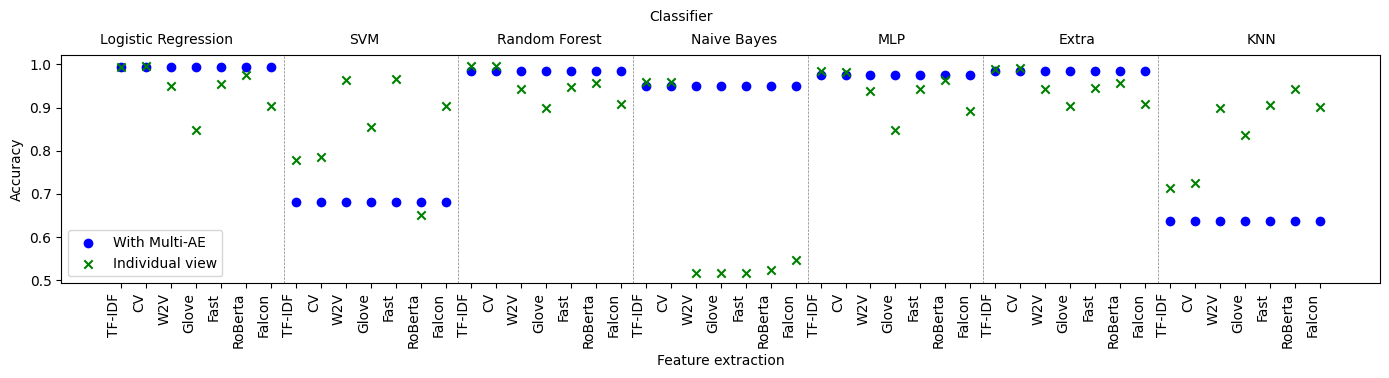 Classifier
Logistic Regression SVM Random Forest Naive Bayes MLP Extra KNN
1.0
0.9
0.8
0.7
0.6
0.5
Accuracy
With Multi-AE
Individual view
TF-IDF CV W2V Glove Fast RoBerta Falcon TF-IDF CV W2V Glove Fast RoBerta Falcon TF-IDF CV W2V Glove Fast RoBerta Falcon TF-IDF CV W2V Glove Fast RoBerta Falcon TF-IDF CV W2V Glove Fast RoBerta Falcon TF-IDF CV W2V Glove Fast RoBerta Falcon TF-IDF CV W2V Glove Fast RoBerta Falcon
Feature extraction